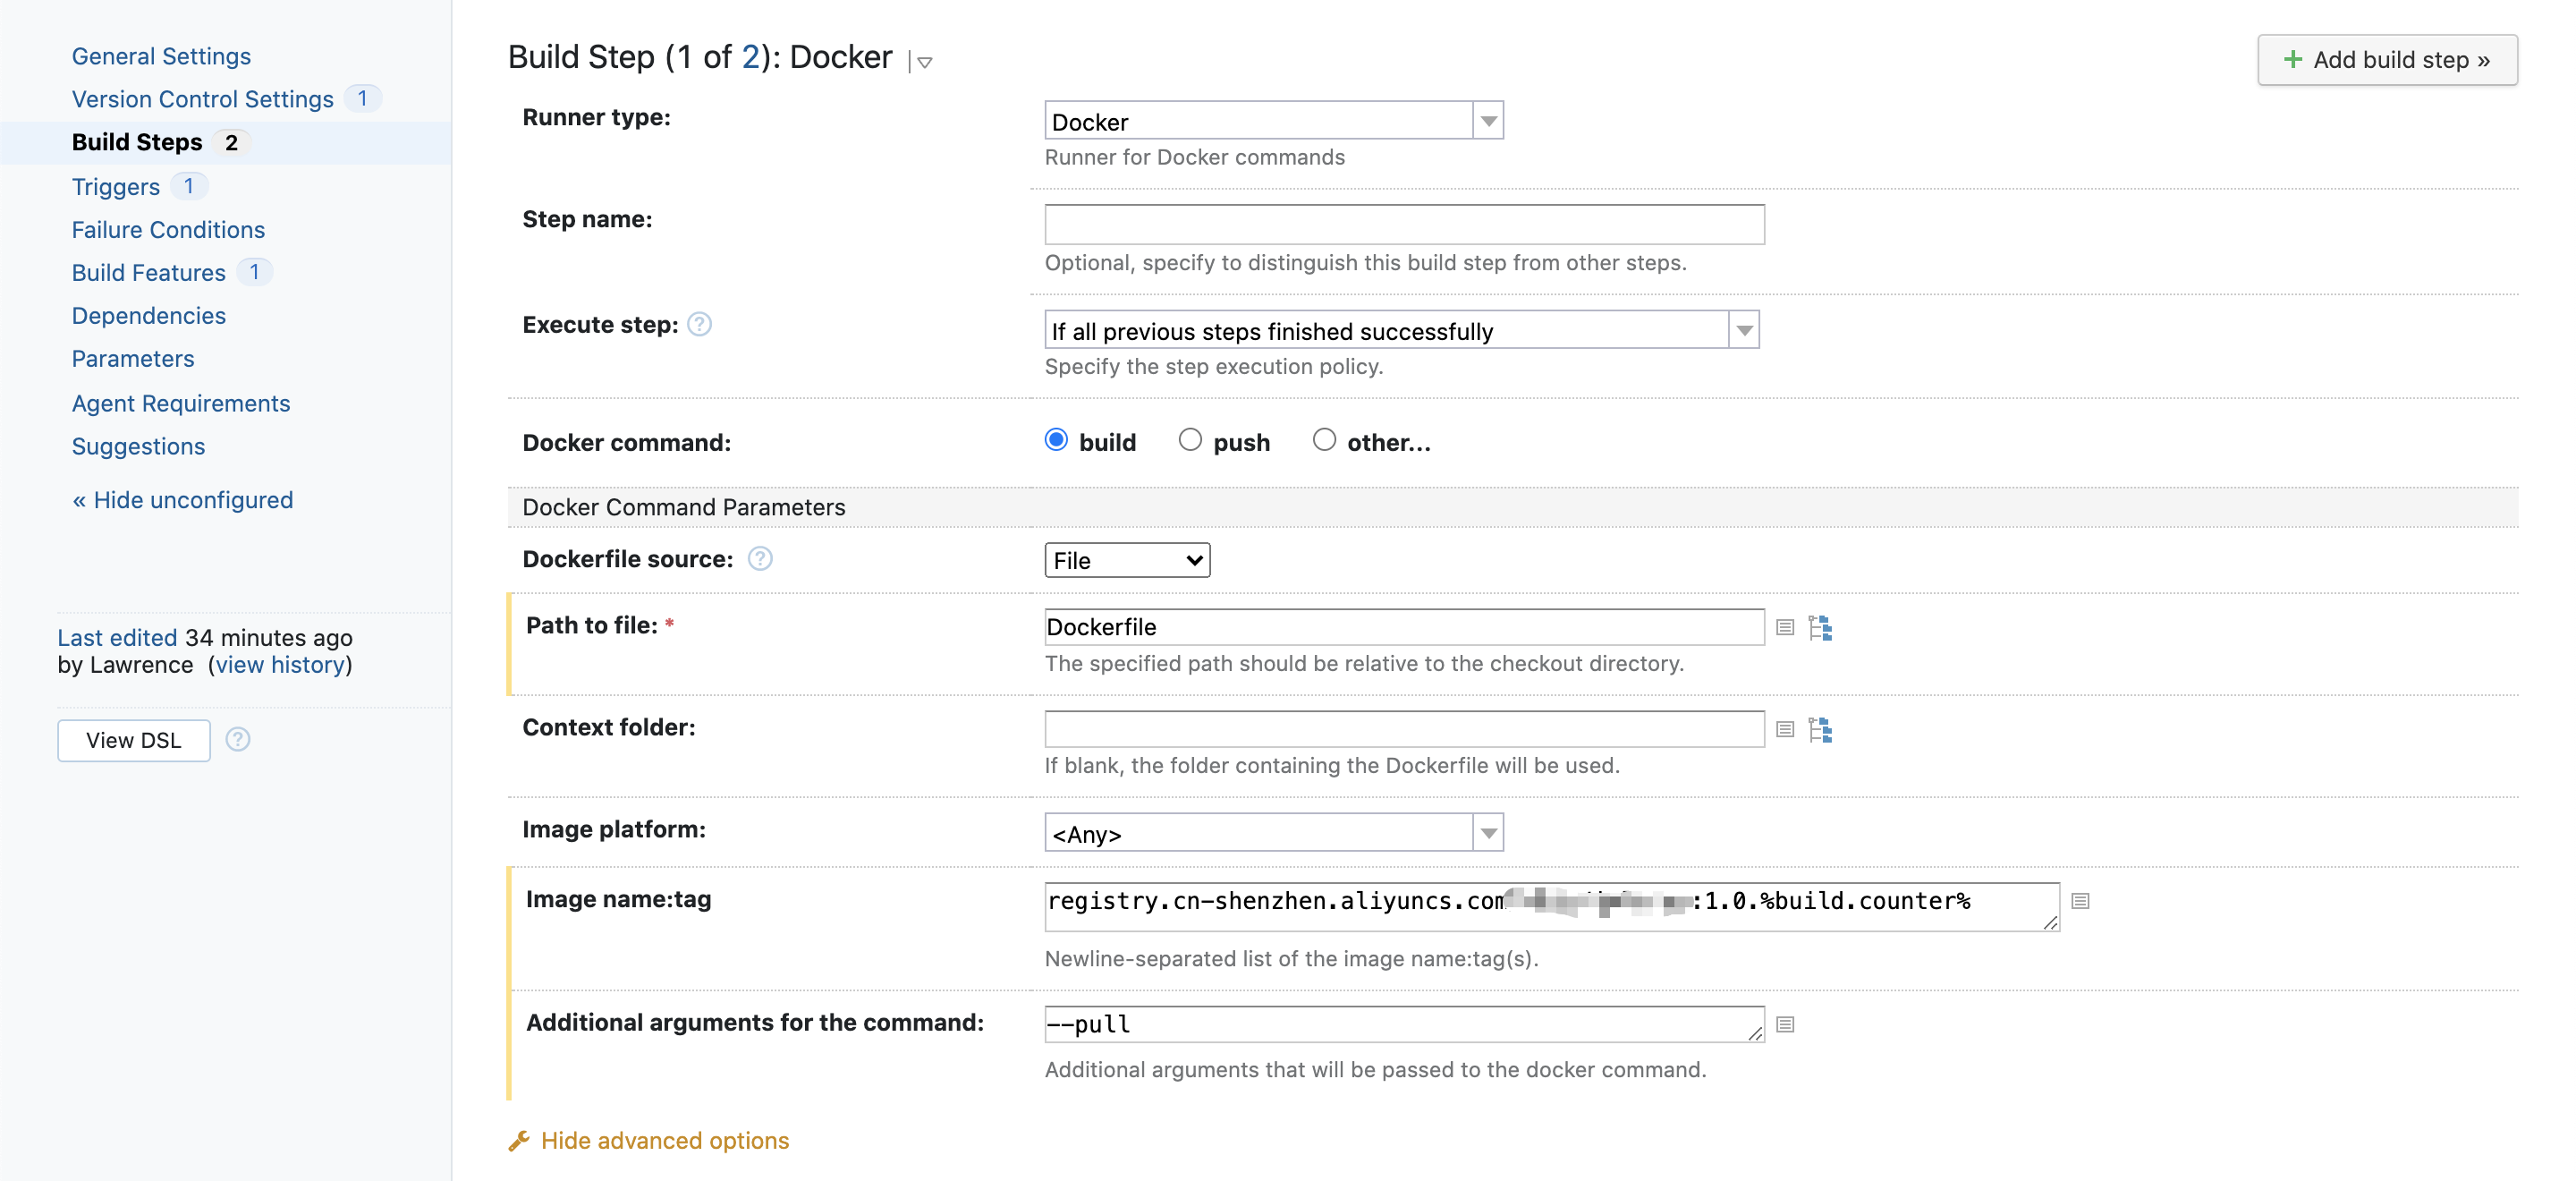 General Settings
Version Control Settings 1
Build Steps 2
Triggers 1
Failure Conditions
Build Features 1
Dependencies
Parameters
Agent Requirements
Suggestions
« Hide unconfigured
Last edited 34 minutes ago
by Lawrence (view history)
View DSL ?
Build Step (1 of 2): Docker
+ Add build step »
Runner type:
Docker
Runner for Docker commands
Step name:
Optional, specify to distinguish this build step from other steps.
Execute step: ?
If all previous steps finished successfully
Specify the step execution policy.
Docker command:
build push other...
Docker Command Parameters
Dockerfile source: ?
File
Path to file: *
Dockerfile
The specified path should be relative to the checkout directory.
Context folder:
If blank, the folder containing the Dockerfile will be used.
Image platform:
<Any>
Image name:tag
registry.cn-shenzhen.aliyuncs.com :1.0.%build.counter%
Newline-separated list of the image name:tag(s).
Additional arguments for the command:
--pull
Additional arguments that will be passed to the docker command.
Hide advanced options